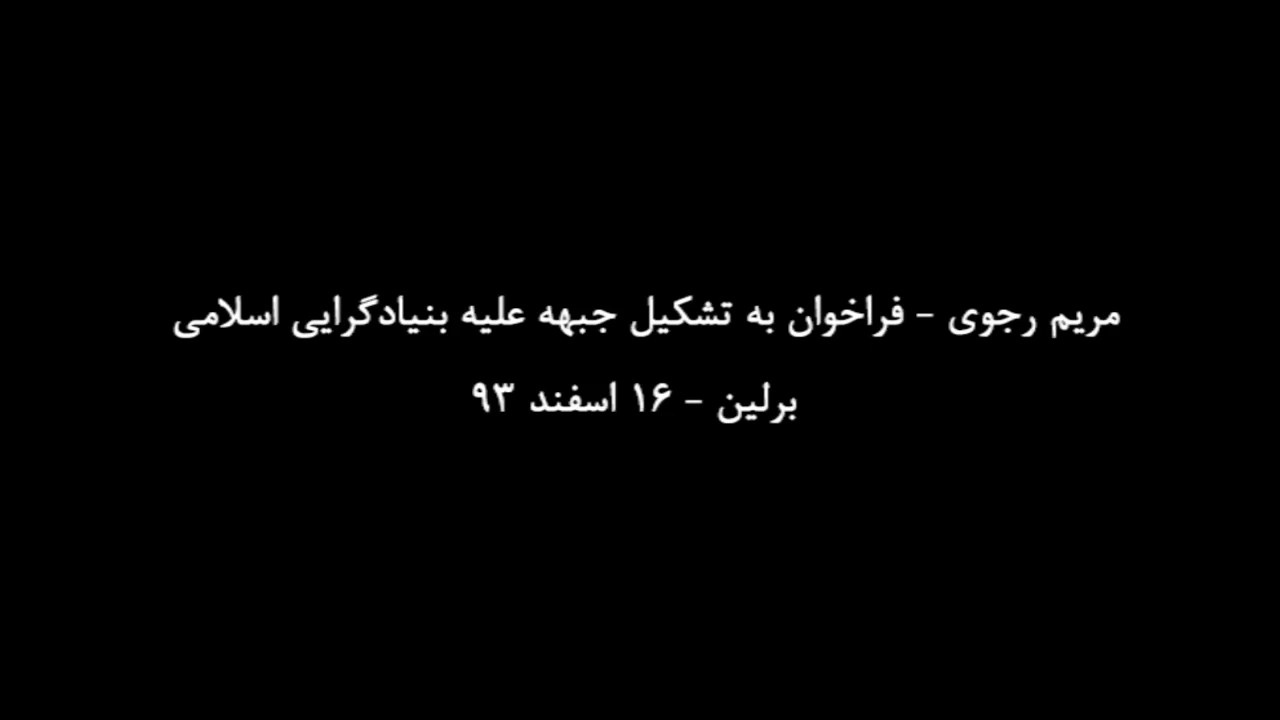 مریم رجوی – فراخوان به تشکیل جبهه علیه بنیادگرایی اسلامی
برلین – ۱۶ اسفند ۹۳